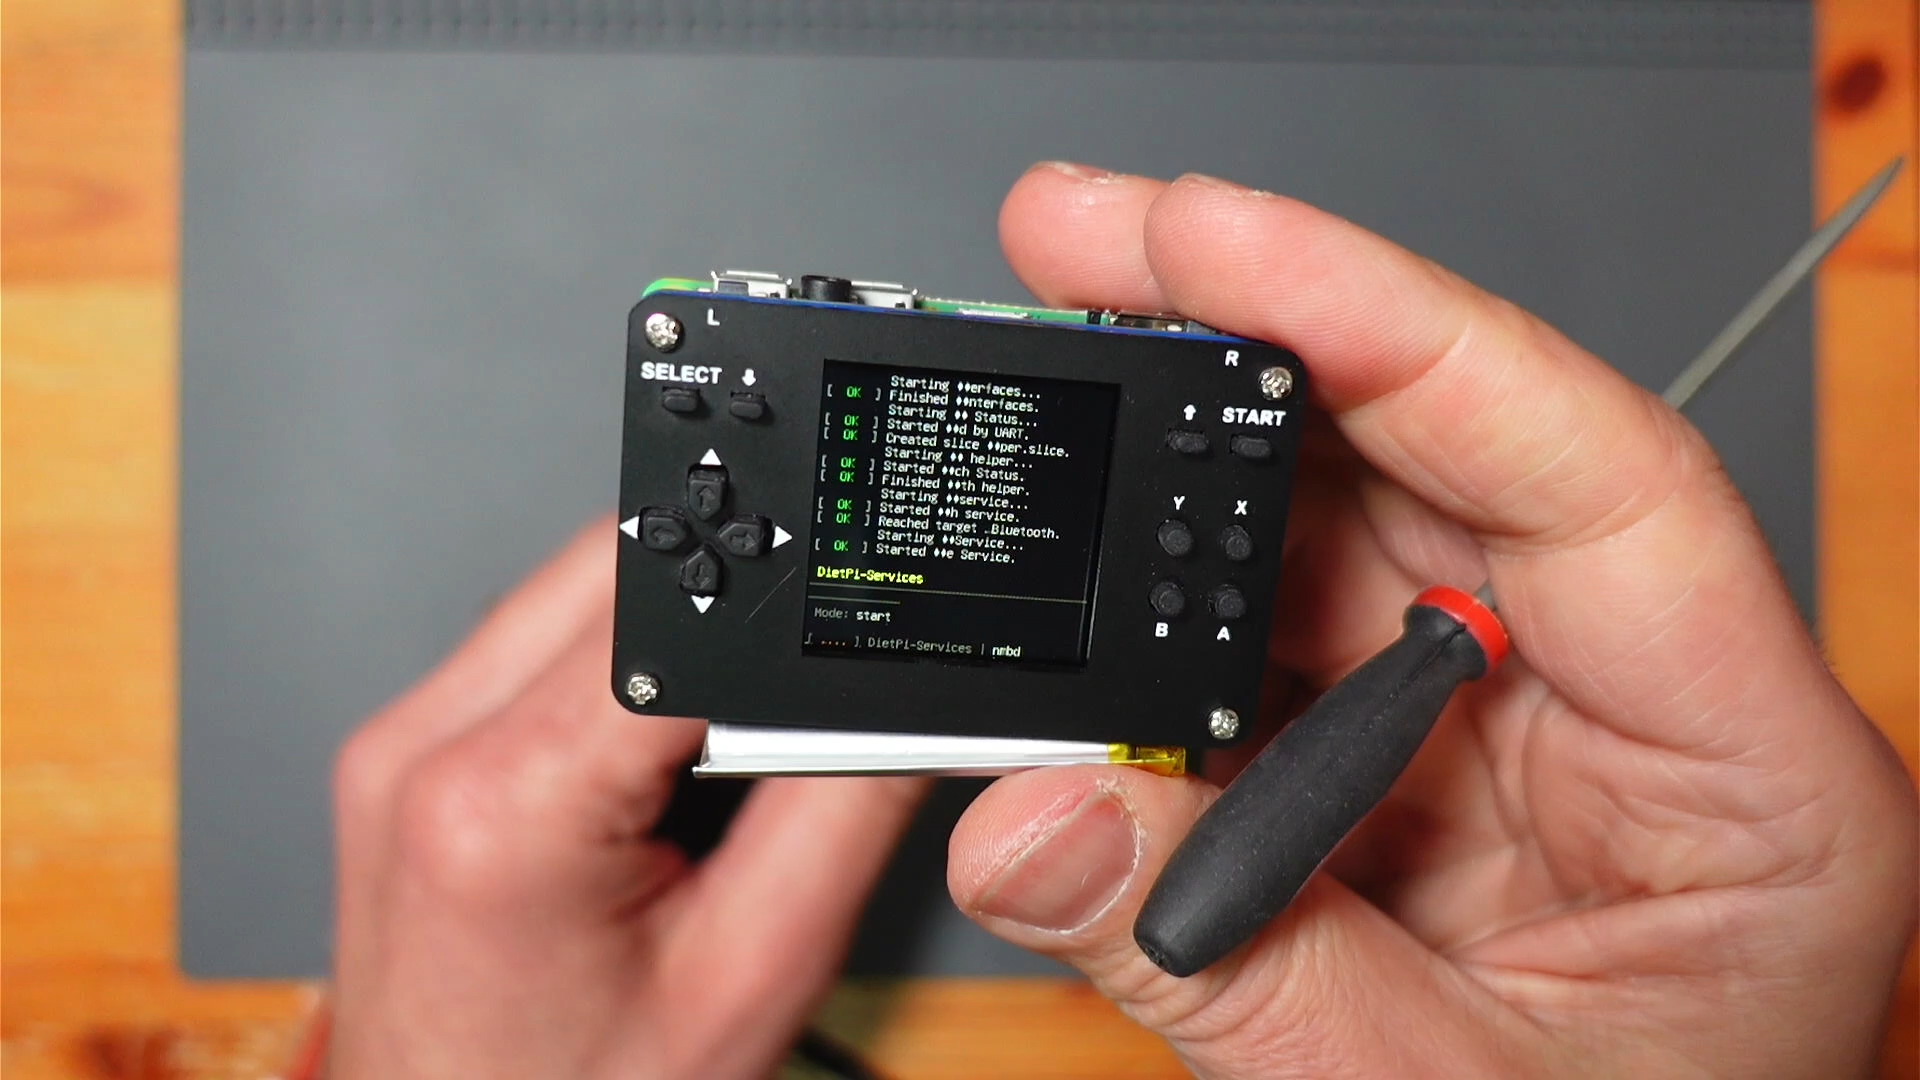 L
R
SELECT
START
Starting ♦♦erfaces...
[ OK ] Finished ♦♦nterfaces.
Starting ♦♦ Status...
[ OK ] Started ♦♦d by UART.
[ OK ] Created slice ♦♦per.slice.
Starting ♦♦ helper...
[ OK ] Started ♦♦ch Status.
[ OK ] Finished ♦♦th helper.
Starting ♦♦service...
[ OK ] Started ♦♦h service.
[ OK ] Reached target _Bluetooth.
Starting ♦♦Service...
[ OK ] Started ♦♦e Service.
DietPi-Services
Mode: start
[ .... ] DietPi-Services | nmbd
Y X
B A